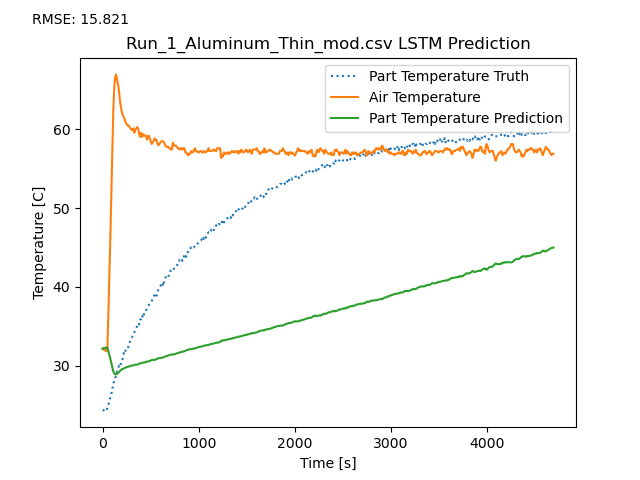 RMSE: 15.821
Run_1_Aluminum_Thin_mod.csv LSTM Prediction
Part Temperature Truth
Air Temperature
Part Temperature Prediction
60
50
40
30
Temperature [C]
0 1000 2000 3000 4000
Time [s]